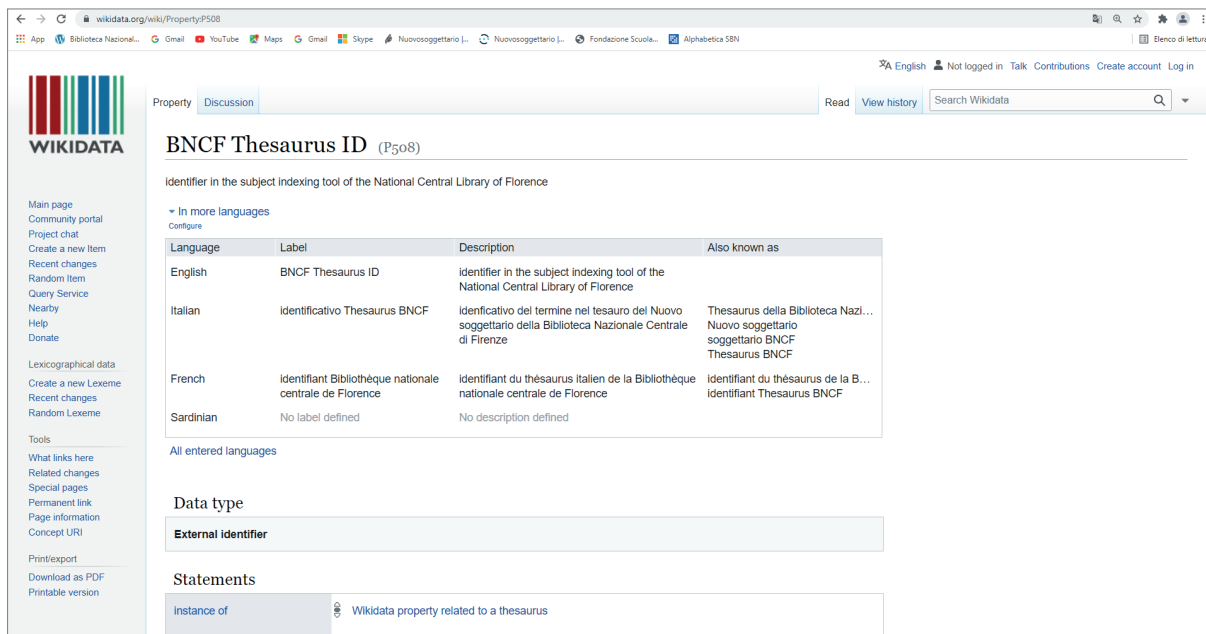 wikidata.org/wiki/Property:P508
App Biblioteca Nazional... Gmail YouTube Maps Gmail Skype Nuovosoggettario |... Nuovosoggettario |... Fondazione Scuola... Alphabetica SBN Elenco di lettura
English Not logged in Talk Contributions Create account Log in
Property Discussion Read View history Search Wikidata
WIKIDATA
BNCF Thesaurus ID (P508)
identifier in the subject indexing tool of the National Central Library of Florence
Main page
Community portal
Project chat
Create a new Item
Recent changes
Random Item
Query Service
Nearby
Help
Donate
Lexicographical data
Create a new Lexeme
Recent changes
Random Lexeme
Tools
What links here
Related changes
Special pages
Permanent link
Page information
Concept URI
Print/export
Download as PDF
Printable version
In more languages
Configure
Language Label Description Also known as
English BNCF Thesaurus ID identifier in the subject indexing tool of the
National Central Library of Florence
Italian identificativo Thesaurus BNCF idenficativo del termine nel tesauro del Nuovo Thesaurus della Biblioteca Nazi...
soggettario della Biblioteca Nazionale Centrale Nuovo soggettario
di Firenze soggettario BNCF
Thesaurus BNCF
French identifiant Bibliothèque nationale identifiant du thésaurus italien de la Bibliothèque identifiant du thésaurus de la B...
centrale de Florence nationale centrale de Florence identifiant Thesaurus BNCF
Sardinian No label defined No description defined
All entered languages
Data type
External identifier
Statements
instance of Wikidata property related to a thesaurus